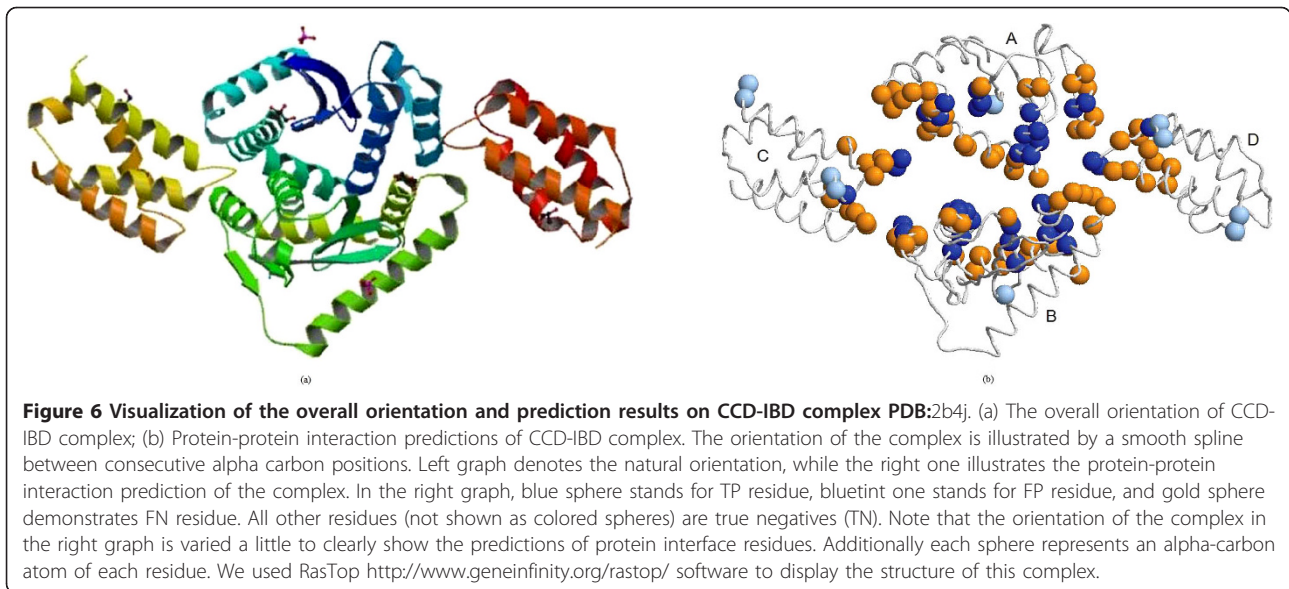 A
C
D
B
(a)
(b)
Figure 6 Visualization of the overall orientation and prediction results on CCD-IBD complex PDB:2b4j. (a) The overall orientation of CCD-
IBD complex; (b) Protein-protein interaction predictions of CCD-IBD complex. The orientation of the complex is illustrated by a smooth spline
between consecutive alpha carbon positions. Left graph denotes the natural orientation, while the right one illustrates the protein-protein
interaction prediction of the complex. In the right graph, blue sphere stands for TP residue, bluetint one stands for FP residue, and gold sphere
demonstrates FN residue. All other residues (not shown as colored spheres) are true negatives (TN). Note that the orientation of the complex in
the right graph is varied a little to clearly show the predictions of protein interface residues. Additionally each sphere represents an alpha-carbon
atom of each residue. We used RasTop http://www.geneinfinity.org/rastop/ software to display the structure of this complex.